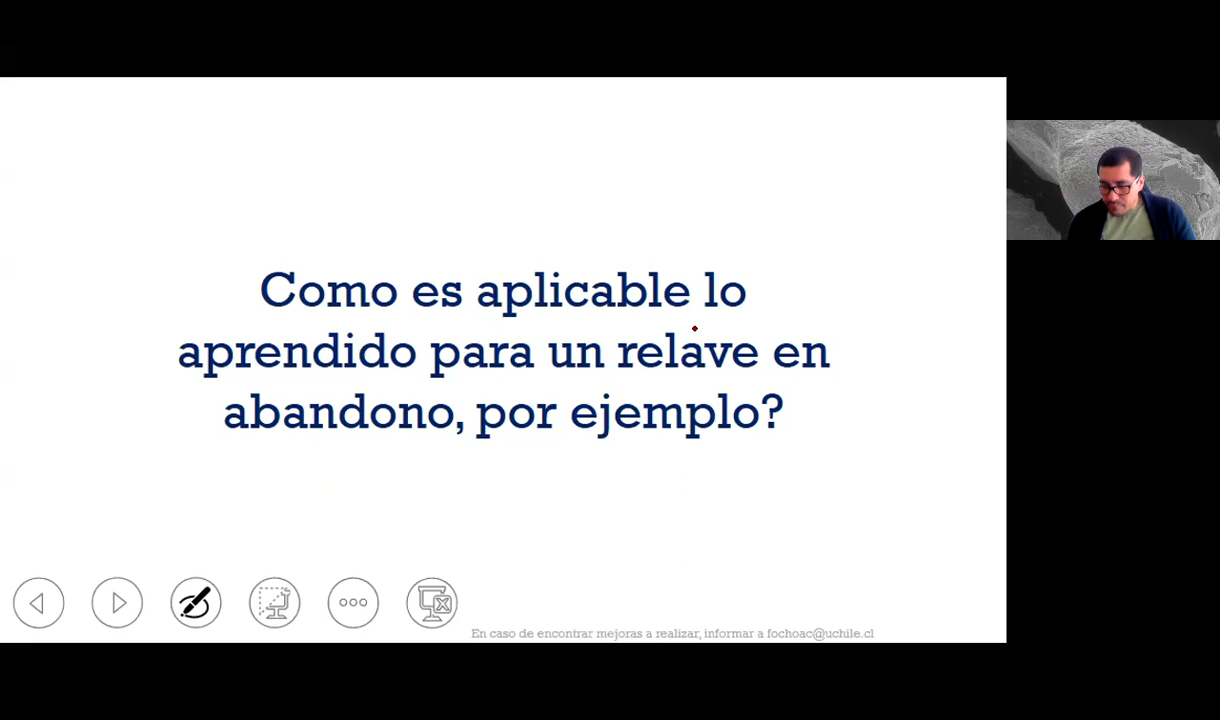 Como es aplicable lo
aprendido para un relave en
abandono, por ejemplo?
En caso de encontrar mejoras a realizar, informar a fochoac@uchile.cl